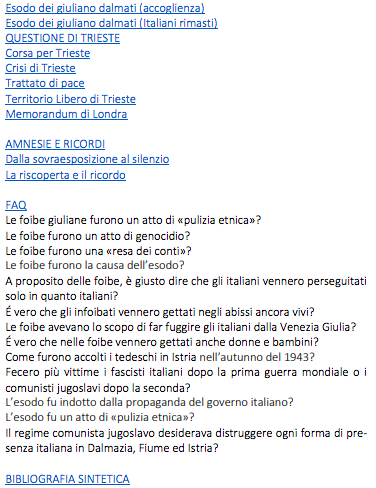 Esodo dei giuliano dalmati (accoglienza)
Esodo dei giuliano dalmati (Italiani rimasti)
QUESTIONE DI TRIESTE
Corsa per Trieste
Crisi di Trieste
Trattato di pace
Territorio Libero di Trieste
Memorandum di Londra
AMNESIE E RICORDI
Dalla sovraesposizione al silenzio
La riscoperta e il ricordo
FAQ
Le foibe giuliane furono un atto di «pulizia etnica»?
Le foibe furono un atto di genocidio?
Le foibe furono una «resa dei conti»?
Le foibe furono la causa dell’esodo?
A proposito delle foibe, è giusto dire che gli italiani vennero perseguitati
solo in quanto italiani?
É vero che gli infoibati vennero gettati negli abissi ancora vivi?
Le foibe avevano lo scopo di far fuggire gli italiani dalla Venezia Giulia?
É vero che nelle foibe vennero gettati anche donne e bambini?
Come furono accolti i tedeschi in Istria nell’autunno del 1943?
Fecero più vittime i fascisti italiani dopo la prima guerra mondiale o i
comunisti jugoslavi dopo la seconda?
L’esodo fu indotto dalla propaganda del governo italiano?
L’esodo fu un atto di «pulizia etnica»?
Il regime comunista jugoslavo desiderava distruggere ogni forma di pre-
senza italiana in Dalmazia, Fiume ed Istria?
BIBLIOGRAFIA SINTETICA